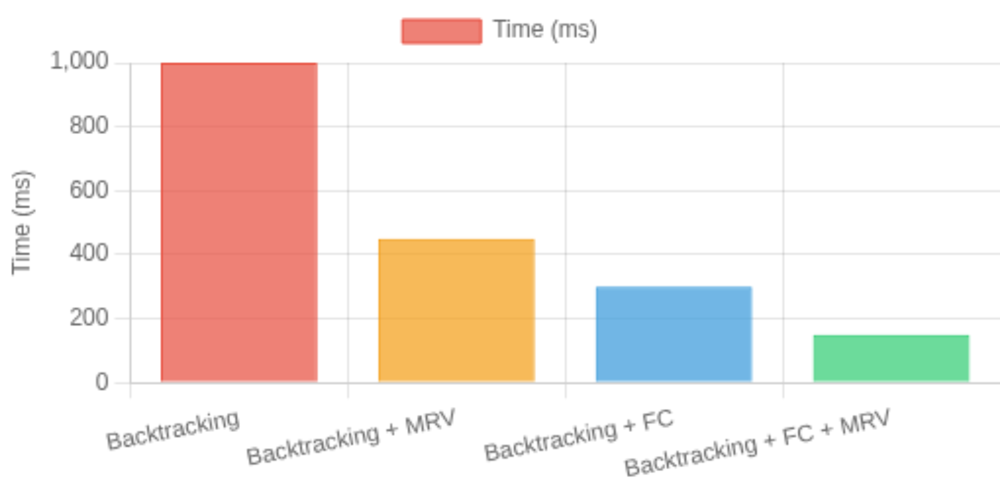 Time (ms)
1,000
800
600
400
200
0
Time (ms)
Backtracking
Backtracking + MRV
Backtracking + FC
Backtracking + FC + MRV